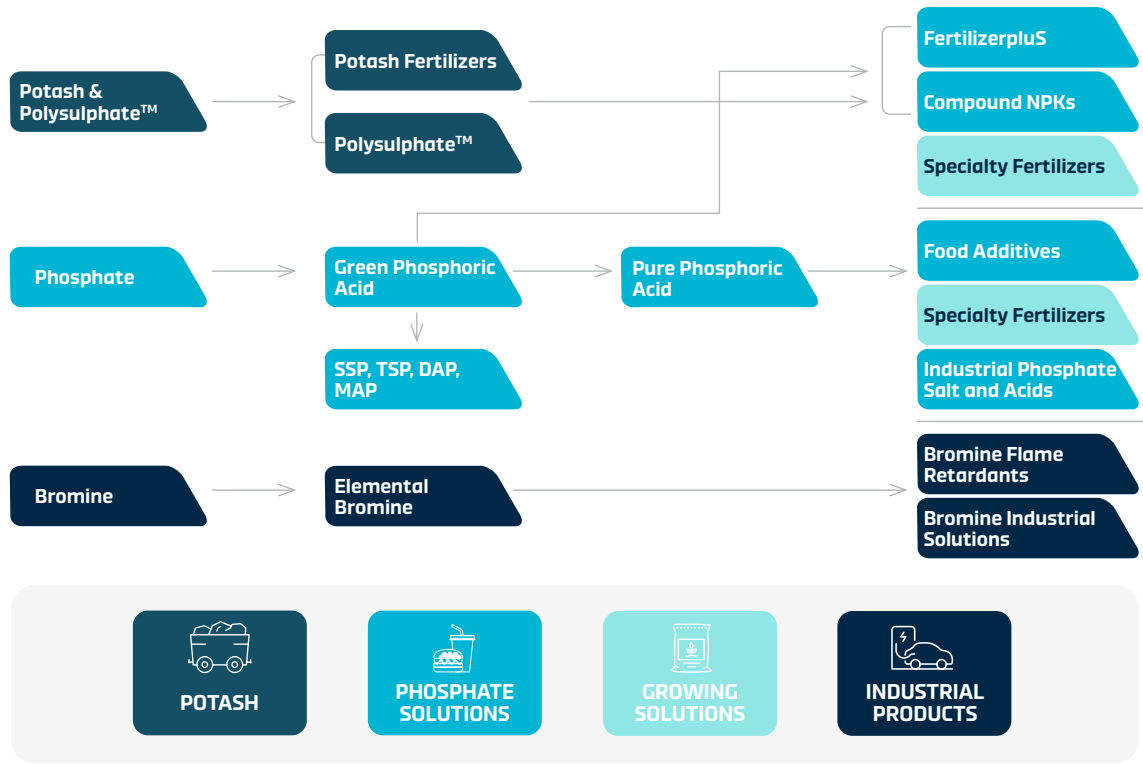 Potash &
Polysulphate™
Potash Fertilizers
Polysulphate™
FertilizerpluS
Compound NPKs
Specialty Fertilizers
Phosphate
Green Phosphoric
Acid
Pure Phosphoric
Acid
SSP, TSP, DAP,
MAP
Food Additives
Specialty Fertilizers
Industrial Phosphate
Salt and Acids
Bromine
Elemental
Bromine
Bromine Flame
Retardants
Bromine Industrial
Solutions
POTASH
PHOSPHATE
SOLUTIONS
GROWING
SOLUTIONS
INDUSTRIAL
PRODUCTS